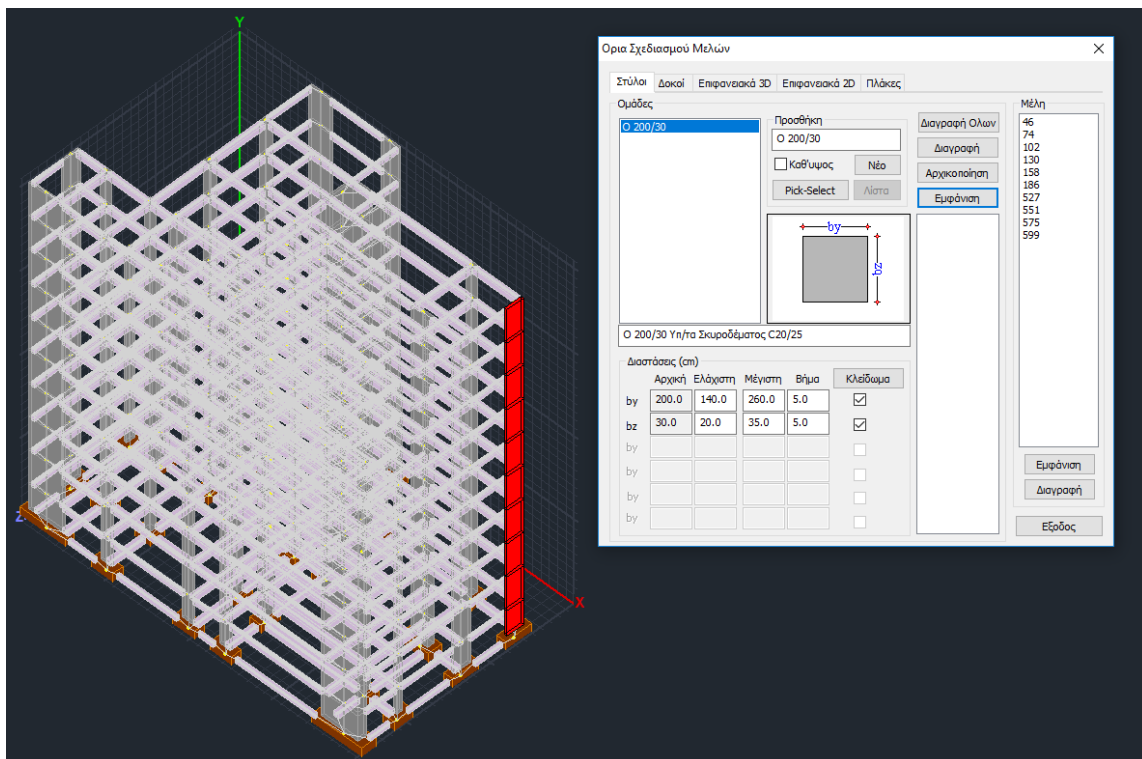 Y
Z
X
Ορια Σχεδιασμού Μελών
Στύλοι Δοκοί Επιφανειακά 3D Επιφανειακά 2D Πλάκες
Ομάδες
Ο 200/30
Προσθήκη
Ο 200/30
Καθ'υψος Νέο
Pick-Select Λίστα
Διαγραφή Ολων
Διαγραφή
Αρχικοποίηση
Εμφάνιση
by
bz
Ο 200/30 Υπ/τα Σκυροδέματος C20/25
Διαστάσεις (cm)
Αρχική Ελάχιστη Μέγιστη Βήμα Κλείδωμα
by 200.0 140.0 260.0 5.0
bz 30.0 20.0 35.0 5.0
by
by
by
by
Μέλη
46
74
102
130
158
186
527
551
575
599
Εμφάνιση
Διαγραφή
Εξοδος